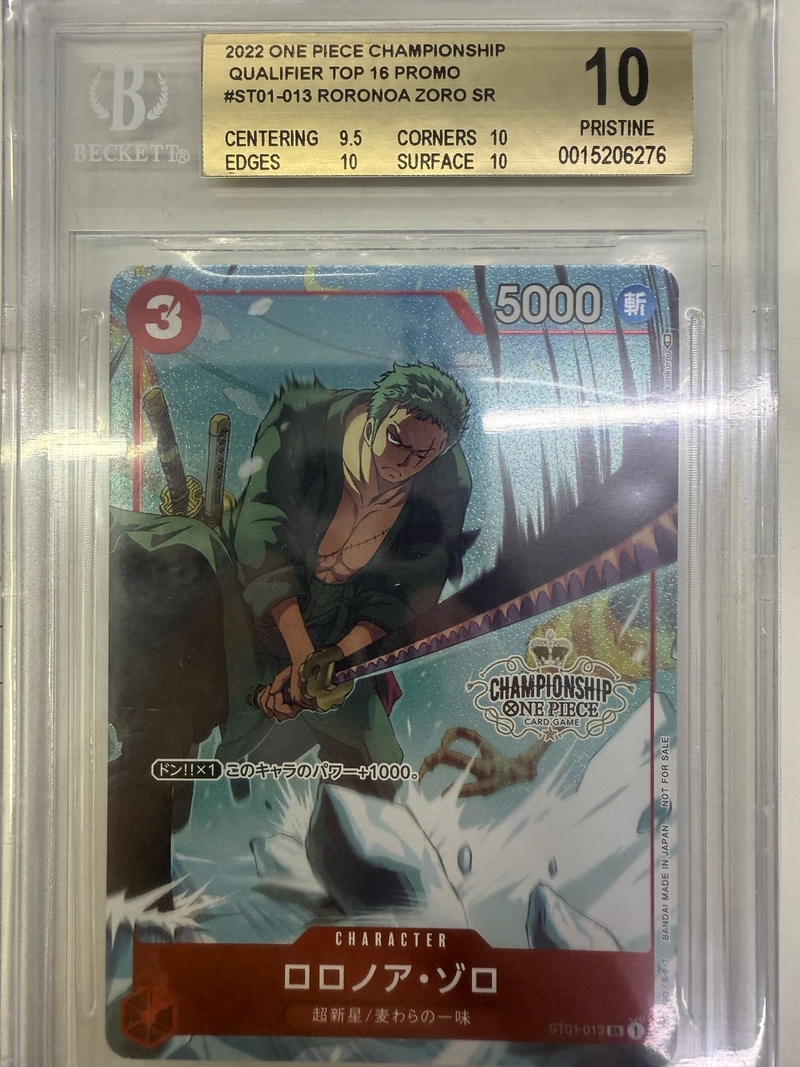 B
BECKETT®
2022 ONE PIECE CHAMPIONSHIP
QUALIFIER TOP 16 PROMO
#ST01-013 RORONOA ZORO SR
CENTERING 9.5 CORNERS 10
EDGES 10 SURFACE 10
10
PRISTINE
0015206276
3
5000 斬
CHAMPIONSHIP
ONE PIECE
CARD GAME
ドン!!×1 このキャラのパワー+1000。
BANDAI MADE IN JAPAN NOT FOR SALE
CHARACTER
ロロノア・ゾロ
超新星/麦わらの一味
ST01-013 SR 1